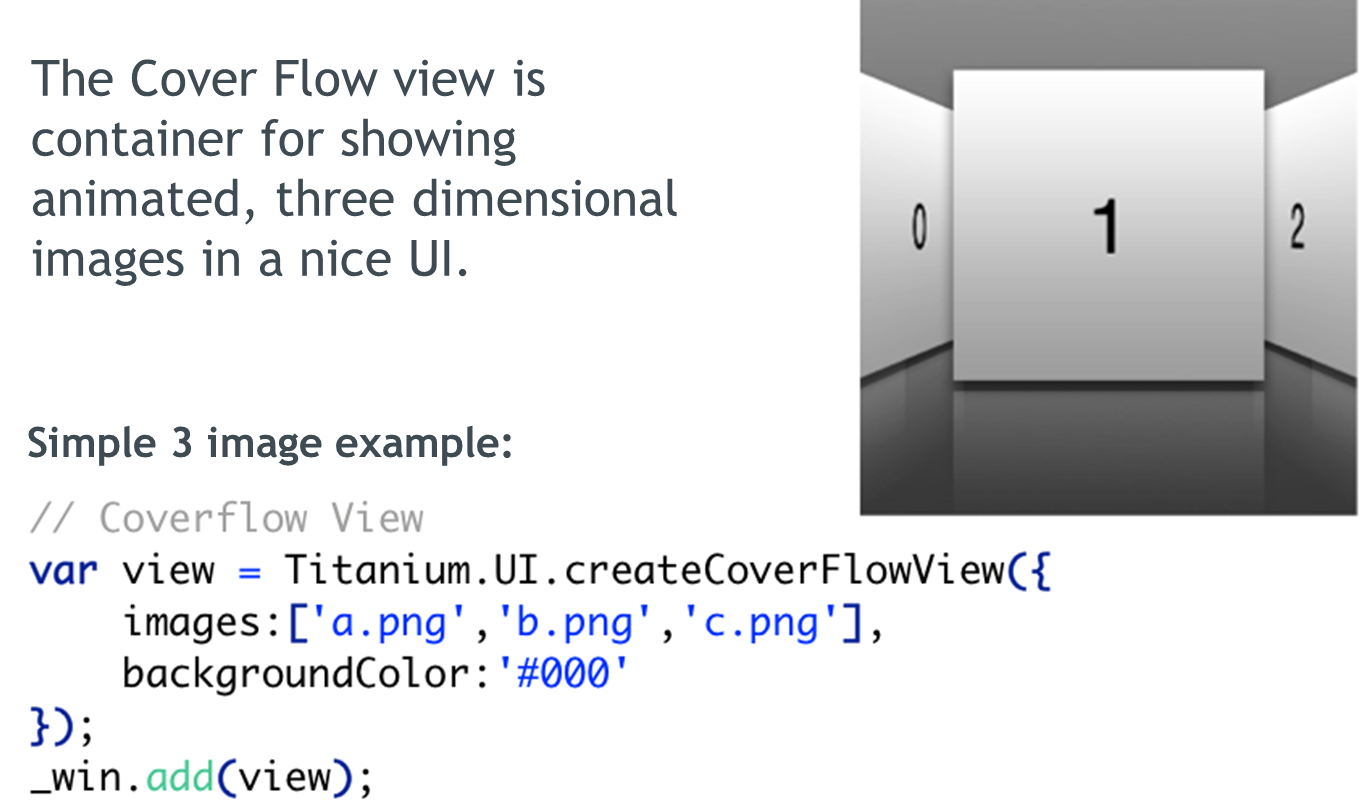 The Cover Flow view is
container for showing
animated, three dimensional
images in a nice UI.
0 1 2
Simple 3 image example:
// Coverflow View
var view = Titanium.UI.createCoverFlowView({
    images:['a.png','b.png','c.png'],
    backgroundColor:'#000'
});
_win.add(view);